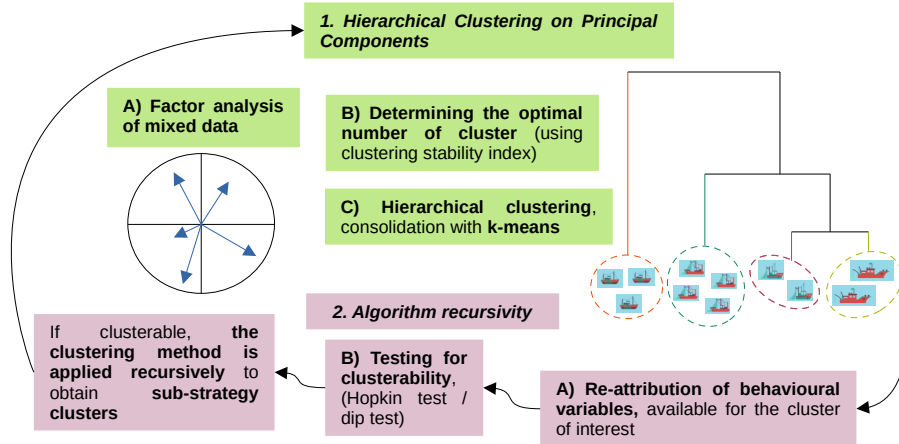 1. Hierarchical Clustering on Principal
Components
A) Factor analysis
of mixed data
B) Determining the optimal
number of cluster (using
clustering stability index)
C) Hierarchical clustering,
consolidation with k-means
2. Algorithm recursivity
If clusterable, the
clustering method is
applied recursively to
obtain sub-strategy
clusters
B) Testing for
clusterability,
(Hopkin test /
dip test)
A) Re-attribution of behavioural
variables, available for the cluster
of interest